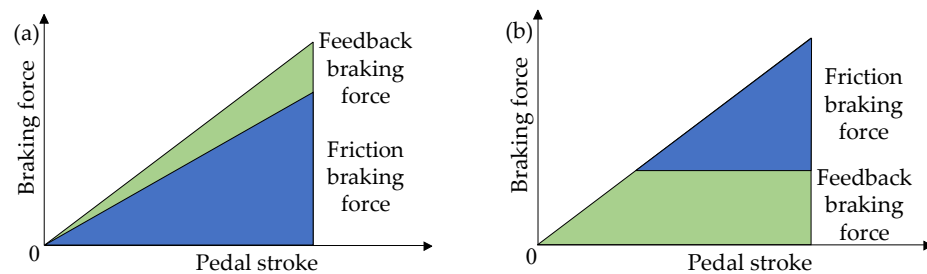 (a)
Braking force
Feedback
braking
force
Friction
braking
force
0
Pedal stroke
(b)
Braking force
Friction
braking
force
Feedback
braking
force
0
Pedal stroke